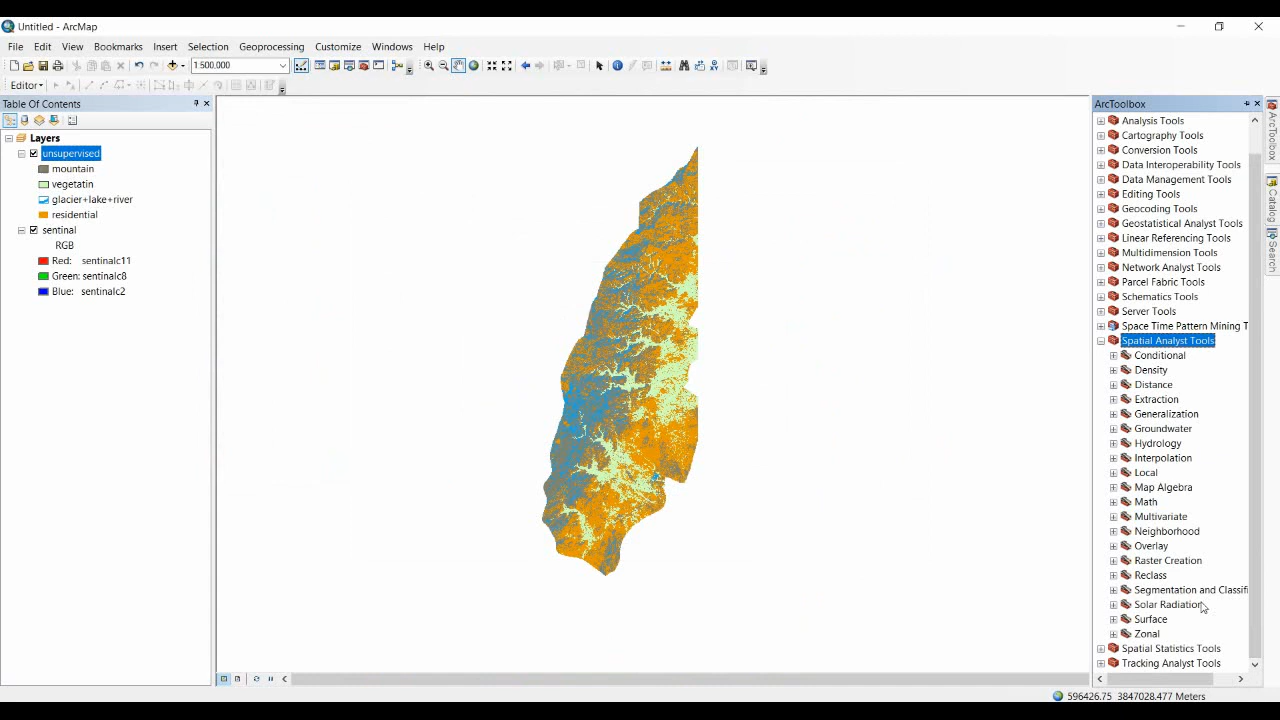 Untitled - ArcMap
File Edit View Bookmarks Insert Selection Geoprocessing Customize Windows Help
1:500,000
Editor
Table Of Contents
Layers
unsupervised
mountain
vegetatin
glacier+lake+river
residential
sentinal
RGB
Red: sentinalc11
Green: sentinalc8
Blue: sentinalc2
ArcToolbox
Analysis Tools
Cartography Tools
Conversion Tools
Data Interoperability Tools
Data Management Tools
Editing Tools
Geocoding Tools
Geostatistical Analyst Tools
Linear Referencing Tools
Multidimension Tools
Network Analyst Tools
Parcel Fabric Tools
Schematics Tools
Server Tools
Space Time Pattern Mining T
Spatial Analyst Tools
Conditional
Density
Distance
Extraction
Generalization
Groundwater
Hydrology
Interpolation
Local
Map Algebra
Math
Multivariate
Neighborhood
Overlay
Raster Creation
Reclass
Segmentation and Classifi
Solar Radiation
Surface
Zonal
Spatial Statistics Tools
Tracking Analyst Tools
ArcToolbox
Catalog
Search
596426.75 3847028.477 Meters